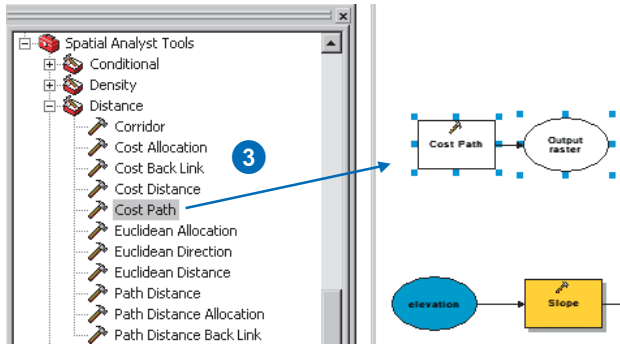 Spatial Analyst Tools
Conditional
Density
Distance
Corridor
Cost Allocation
Cost Back Link
Cost Distance
Cost Path
Euclidean Allocation
Euclidean Direction
Euclidean Distance
Path Distance
Path Distance Allocation
Path Distance Back Link
3
Cost Path
Output
raster
elevation
Slope